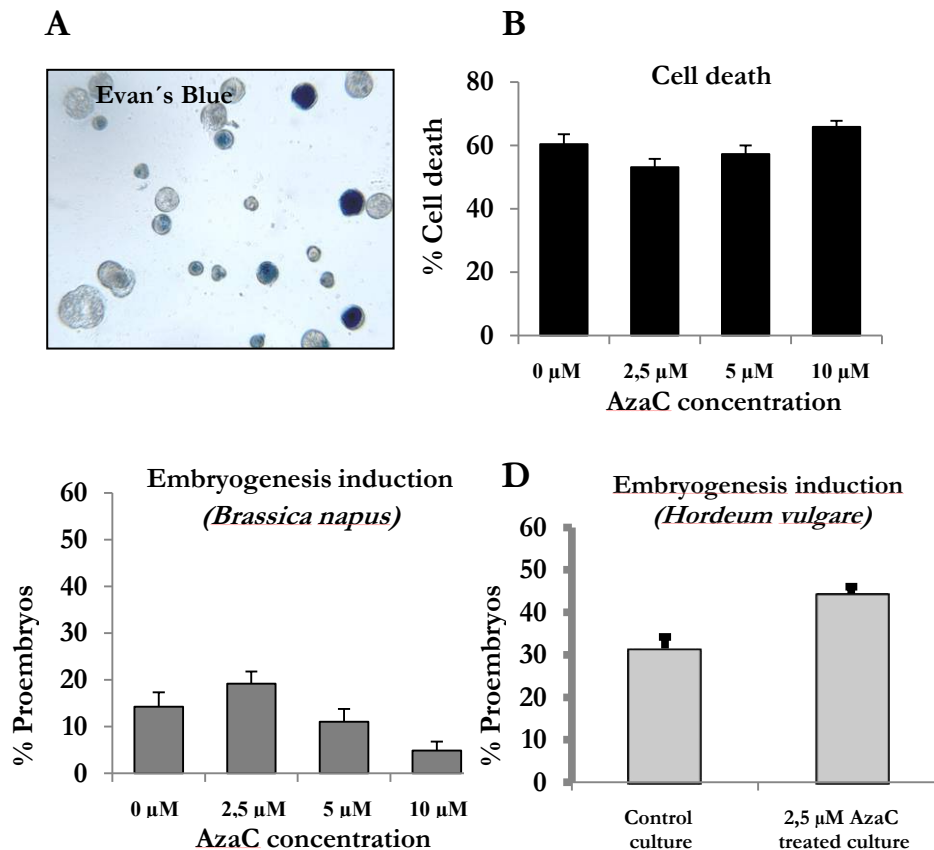 A
Evan´s Blue
B
Cell death
% Cell death
80
60
40
20
0
0 µM 2,5 µM 5 µM 10 µM
AzaC concentration
Embryogenesis induction
(Brassica napus)
% Proembryos
60
50
40
30
20
10
0
0 µM 2,5 µM 5 µM 10 µM
AzaC concentration
D
Embryogenesis induction
(Hordeum vulgare)
% Proembryos
60
50
40
30
20
10
0
Control
culture
2,5 µM AzaC
treated culture